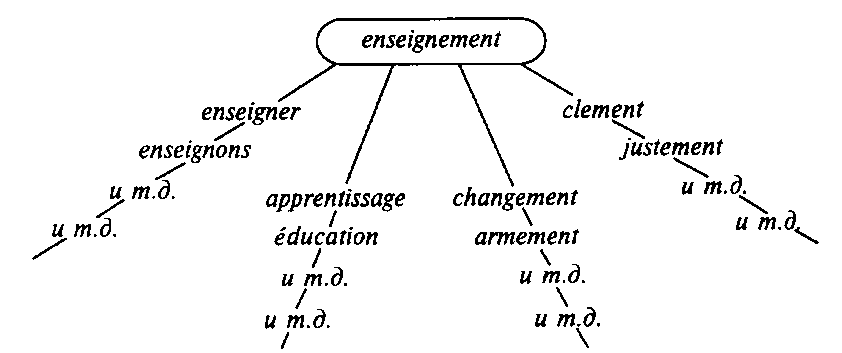 enseignement
enseigner
enseignons
и т.д.
и т.д.
apprentissage
éducation
и т.д.
и т.д.
changement
armement
и т.д.
и т.д.
clement
justement
и т.д.
и т.д.